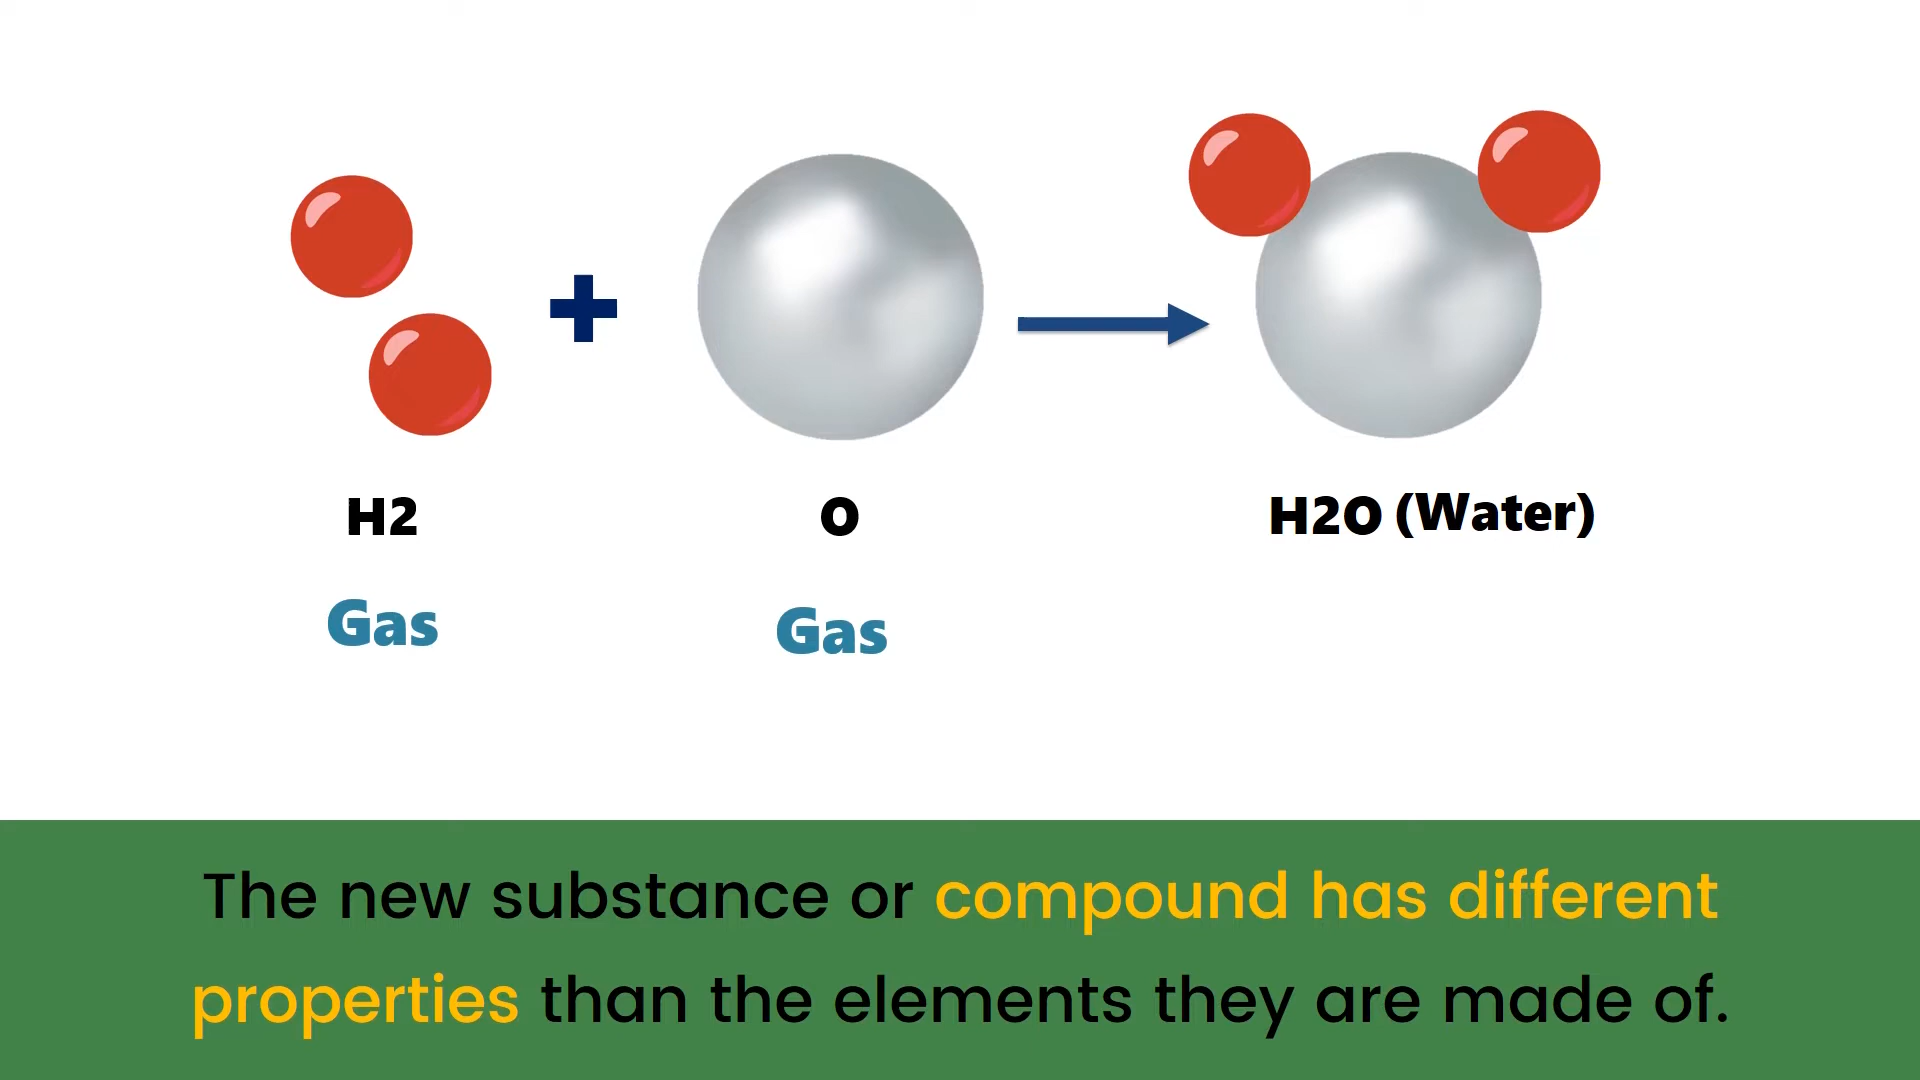 H2
O
H2O (Water)
Gas
Gas
The new substance or compound has different
properties than the elements they are made of.